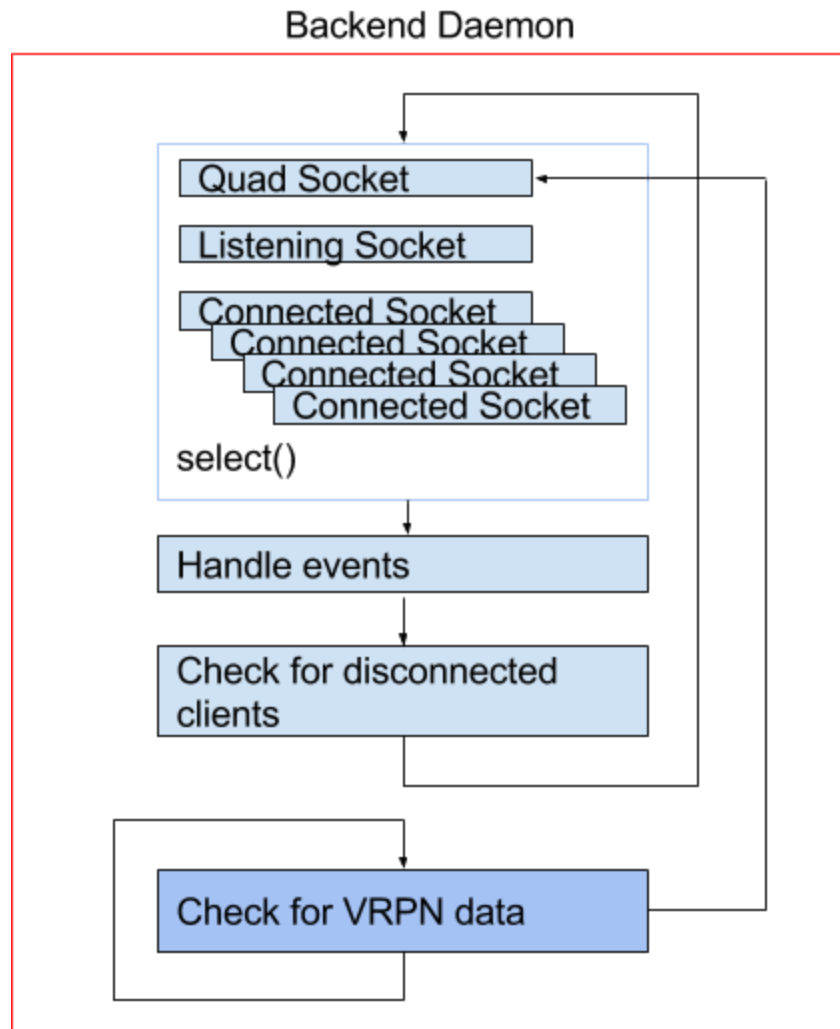 Backend Daemon
Quad Socket
Listening Socket
Connected Socket
Connected Socket
Connected Socket
Connected Socket
select()
Handle events
Check for disconnected
clients
Check for VRPN data